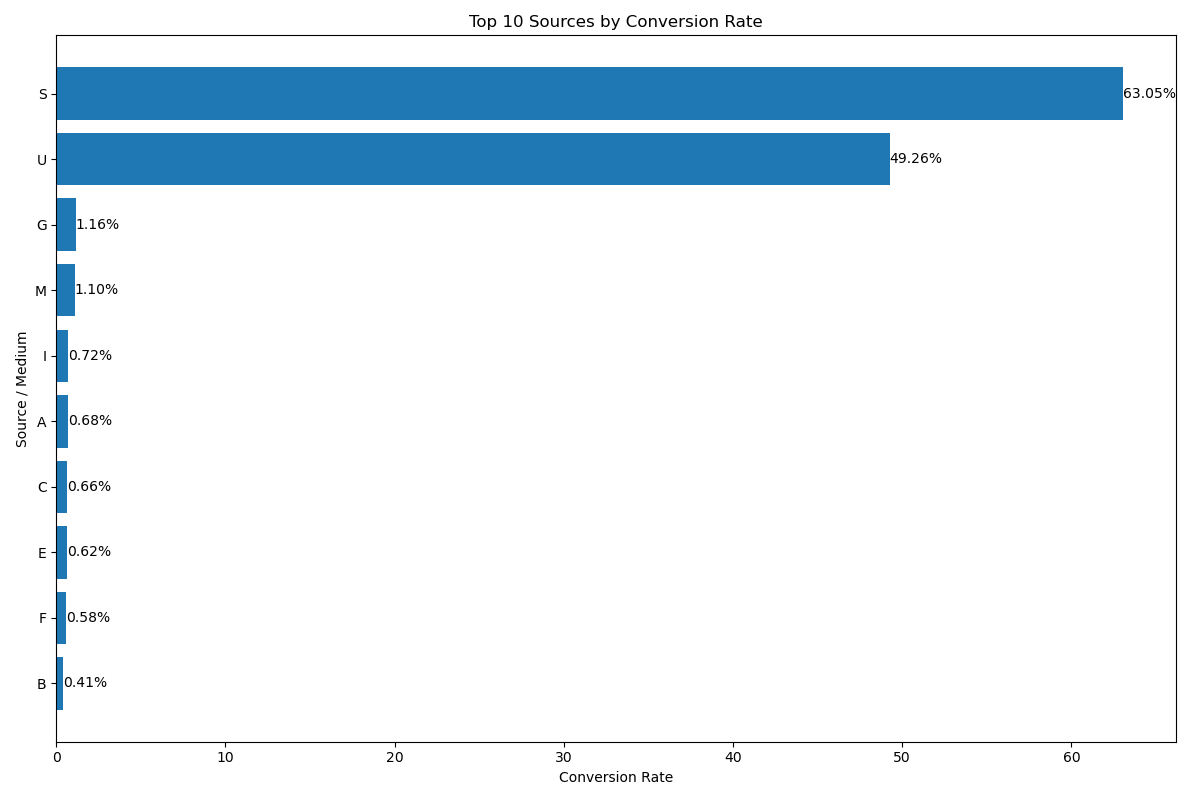 Top 10 Sources by Conversion Rate
Source / Medium
S 63.05%
U 49.26%
G 1.16%
M 1.10%
I 0.72%
A 0.68%
C 0.66%
E 0.62%
F 0.58%
B 0.41%
0 10 20 30 40 50 60
Conversion Rate